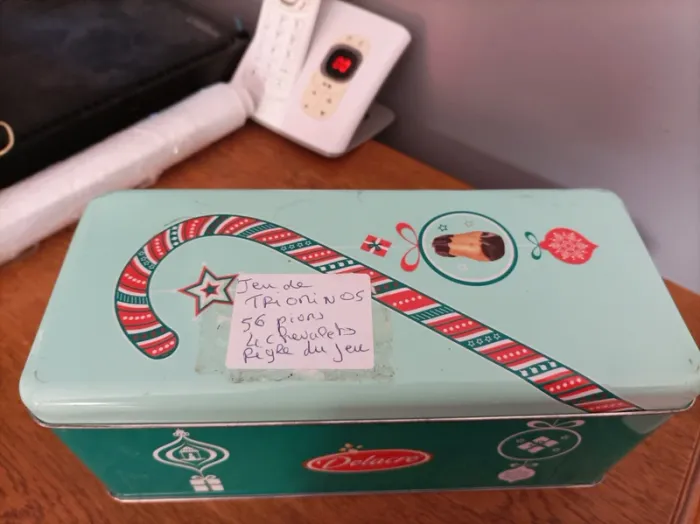 Jeu de
TRIOMINOS
56 pions
4 chevalets
Règle du jeu
Delacre